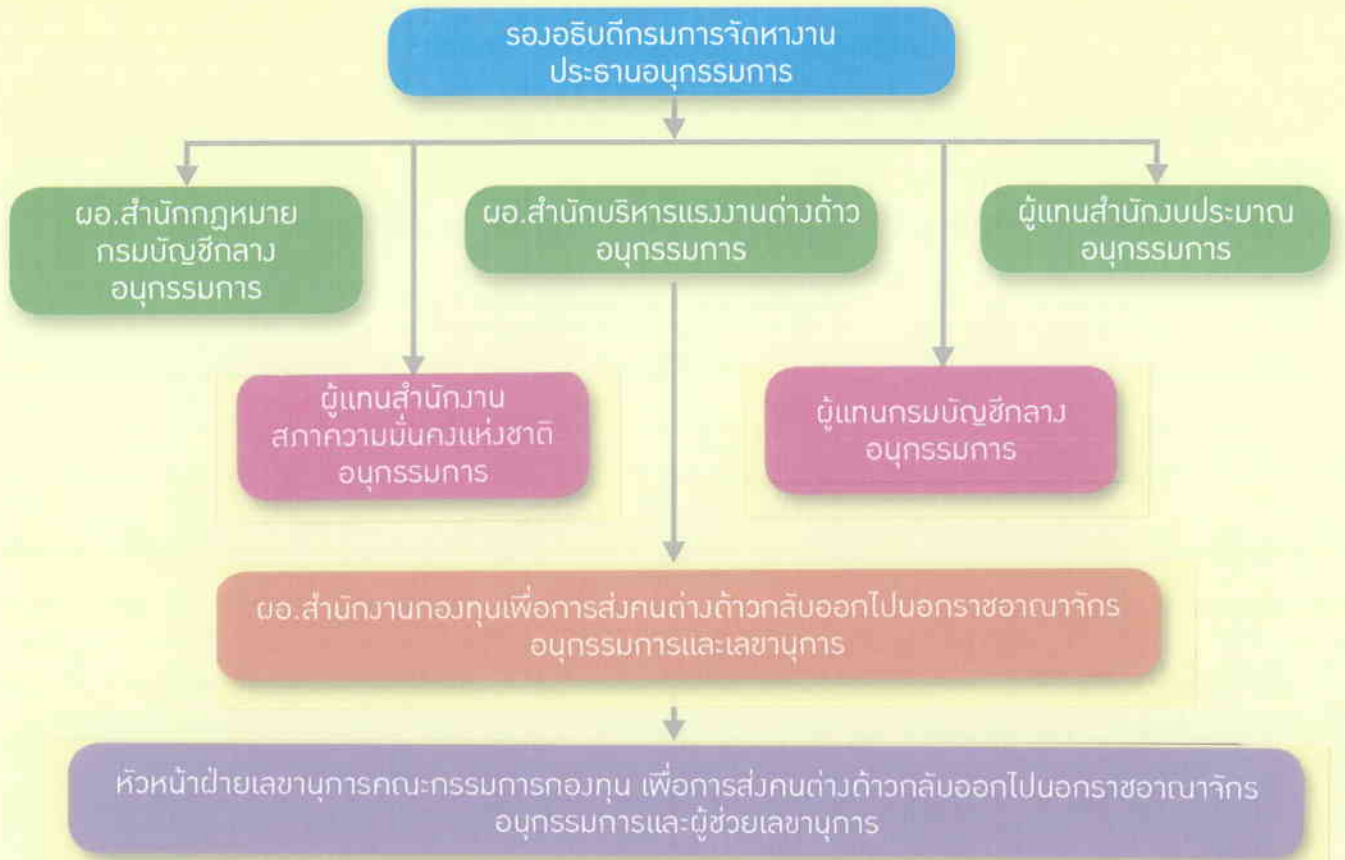 รองอธิบดีกรมการจัดหางาน
ประธานอนุกรรมการ
ผอ.สำนักกฎหมาย
กรมบัญชีกลาง
อนุกรรมการ
ผอ.สำนักบริหารแรงงานต่างด้าว
อนุกรรมการ
ผู้แทนสำนักงบประมาณ
อนุกรรมการ
ผู้แทนสำนักงาน
สภาความมั่นคงแห่งชาติ
อนุกรรมการ
ผู้แทนกรมบัญชีกลาง
อนุกรรมการ
ผอ.สำนักงานกองทุนเพื่อการส่งคนต่างด้าวกลับออกไปนอกราชอาณาจักร
อนุกรรมการและเลขานุการ
หัวหน้าฝ่ายเลขานุการคณะกรรมการกองทุน เพื่อการส่งคนต่างด้าวกลับออกไปนอกราชอาณาจักร
อนุกรรมการและผู้ช่วยเลขานุการ